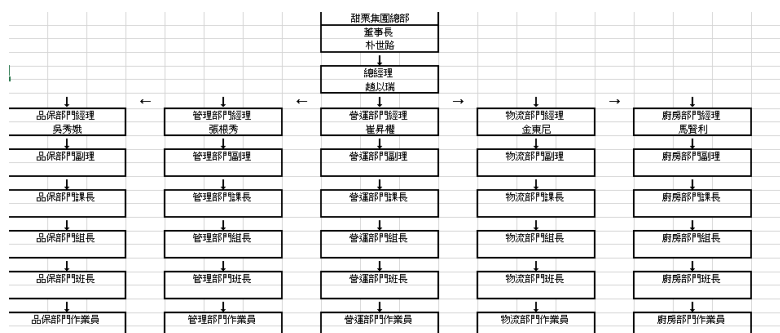 甜栗集團總部
董事長
朴世路
總經理
趙以瑞
品保部門經理 管理部門經理 營運部門經理 物流部門經理 廚房部門經理
吳秀娥 張根秀 崔昇權 金東尼 馬賢利
品保部門副理 管理部門副理 營運部門副理 物流部門副理 廚房部門副理
品保部門課長 管理部門課長 營運部門課長 物流部門課長 廚房部門課長
品保部門組長 管理部門組長 營運部門組長 物流部門組長 廚房部門組長
品保部門班長 管理部門班長 營運部門班長 物流部門班長 廚房部門班長
品保部門作業員 管理部門作業員 營運部門作業員 物流部門作業員 廚房部門作業員